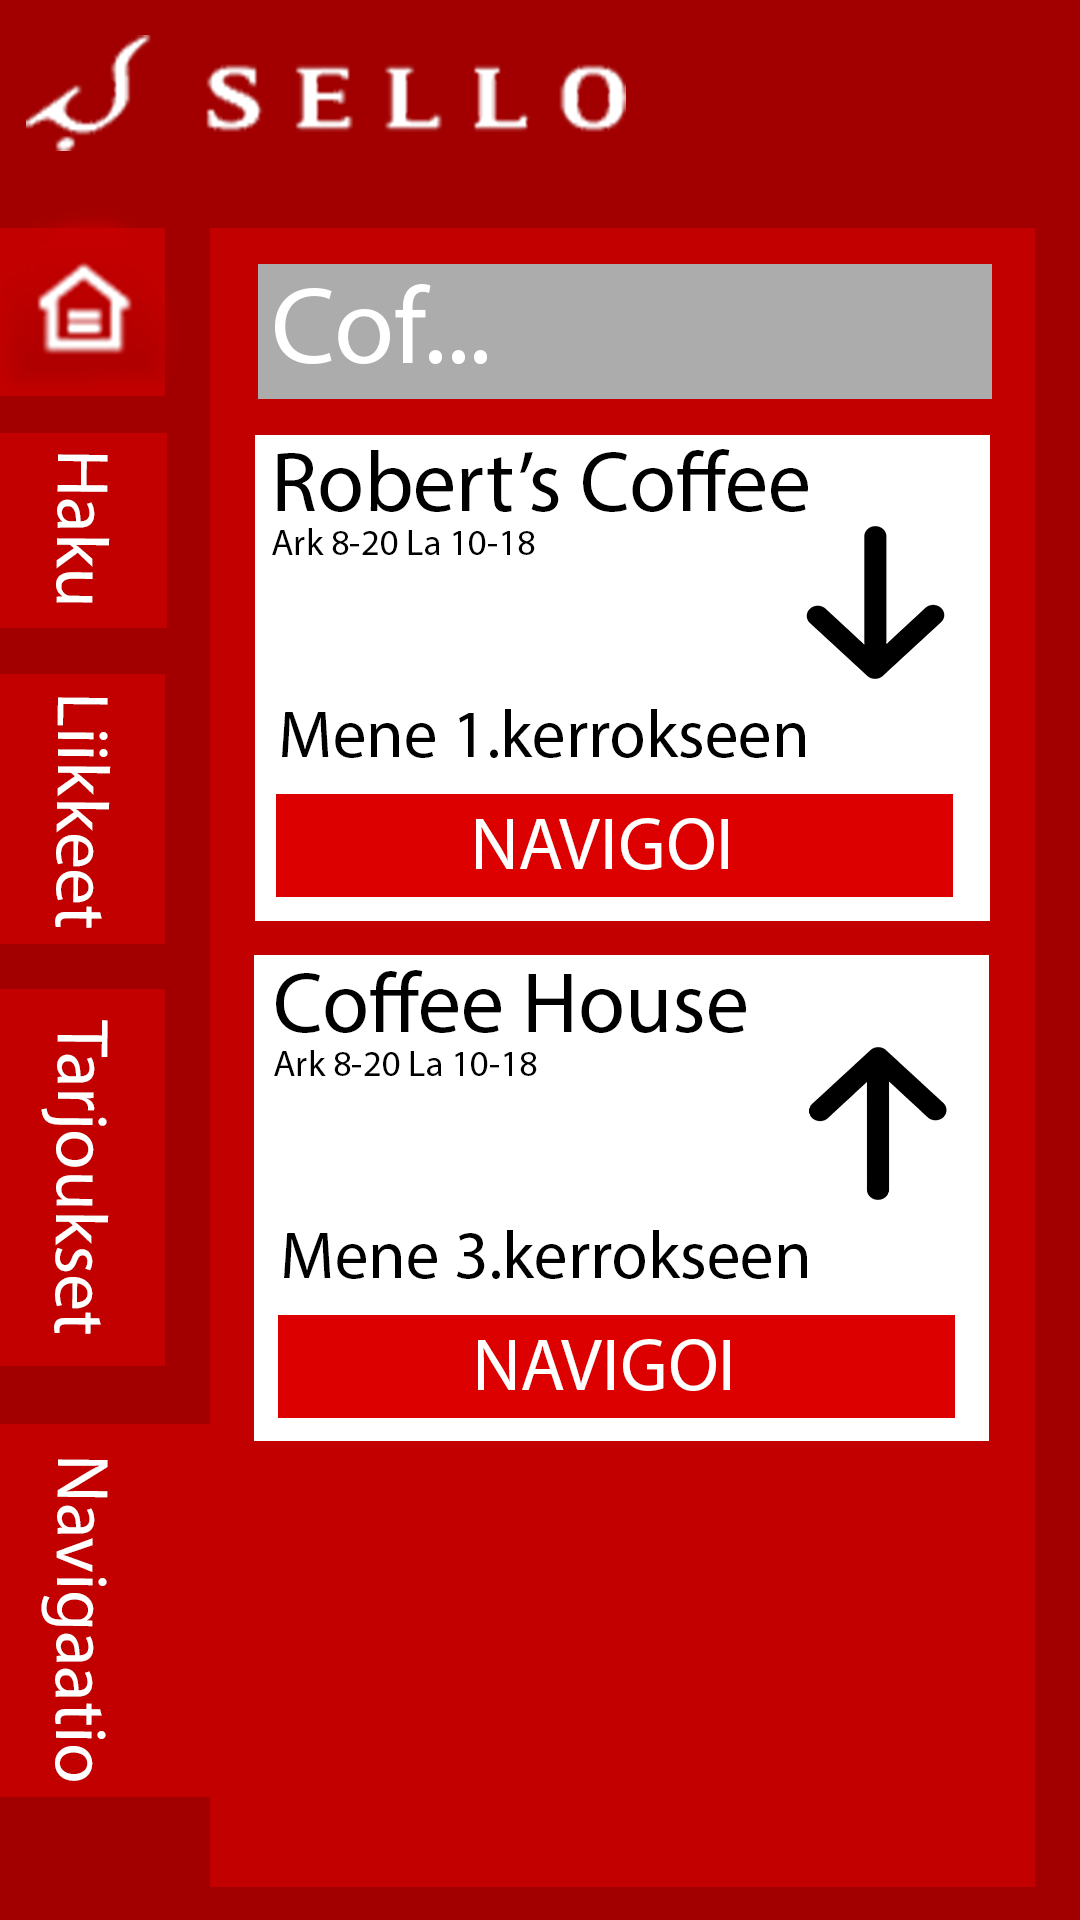 SELLO
Cof...
Haku
Liikkeet
Tarjoukset
Navigaatio
Robert’s Coffee
Ark 8-20 La 10-18
Mene 1.kerrokseen
NAVIGOI
Coffee House
Ark 8-20 La 10-18
Mene 3.kerrokseen
NAVIGOI